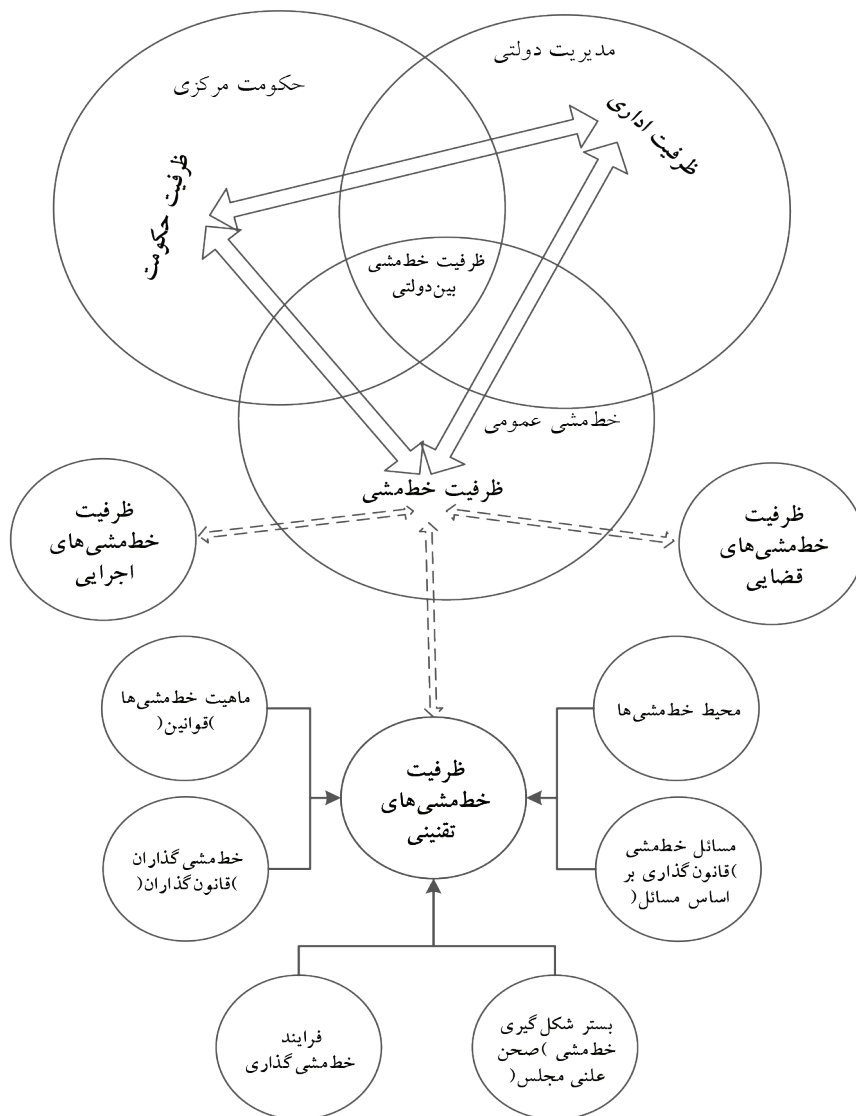 مدیریت دولتی
حکومت مرکزی
ظرفیت اداری
ظرفیت حکومت
ظرفیت خط‌مشی
بین‌دولتی
خط‌مشی عمومی
ظرفیت خط‌مشی
ظرفیت
خط‌مشی‌های
قضایی
ظرفیت
خط‌مشی‌های
اجرایی
محیط خط‌مشی‌ها
ماهیت خط‌مشی‌ها
)قوانین(
ظرفیت
خط‌مشی‌های
تقنینی
مسائل خط‌مشی
)قانون‌گذاری بر
اساس مسائل(
خط‌مشی‌گذاران
)قانون‌گذاران(
بستر شکل‌گیری
خط‌مشی )صحن
علنی مجلس(
فرایند
خط‌مشی‌گذاری